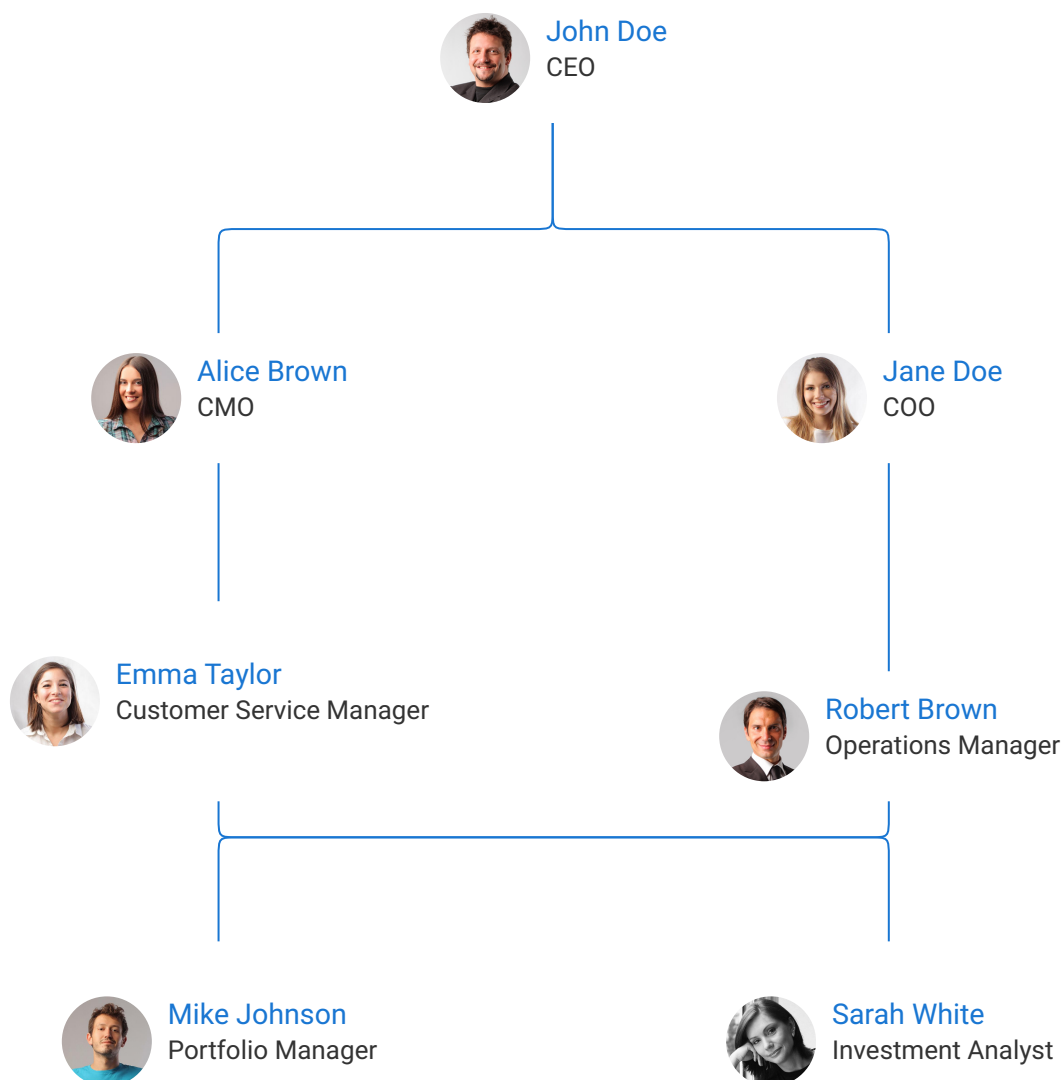 John Doe
CEO
Alice Brown
CMO
Jane Doe
COO
Emma Taylor
Customer Service Manager
Robert Brown
Operations Manager
Mike Johnson
Portfolio Manager
Sarah White
Investment Analyst